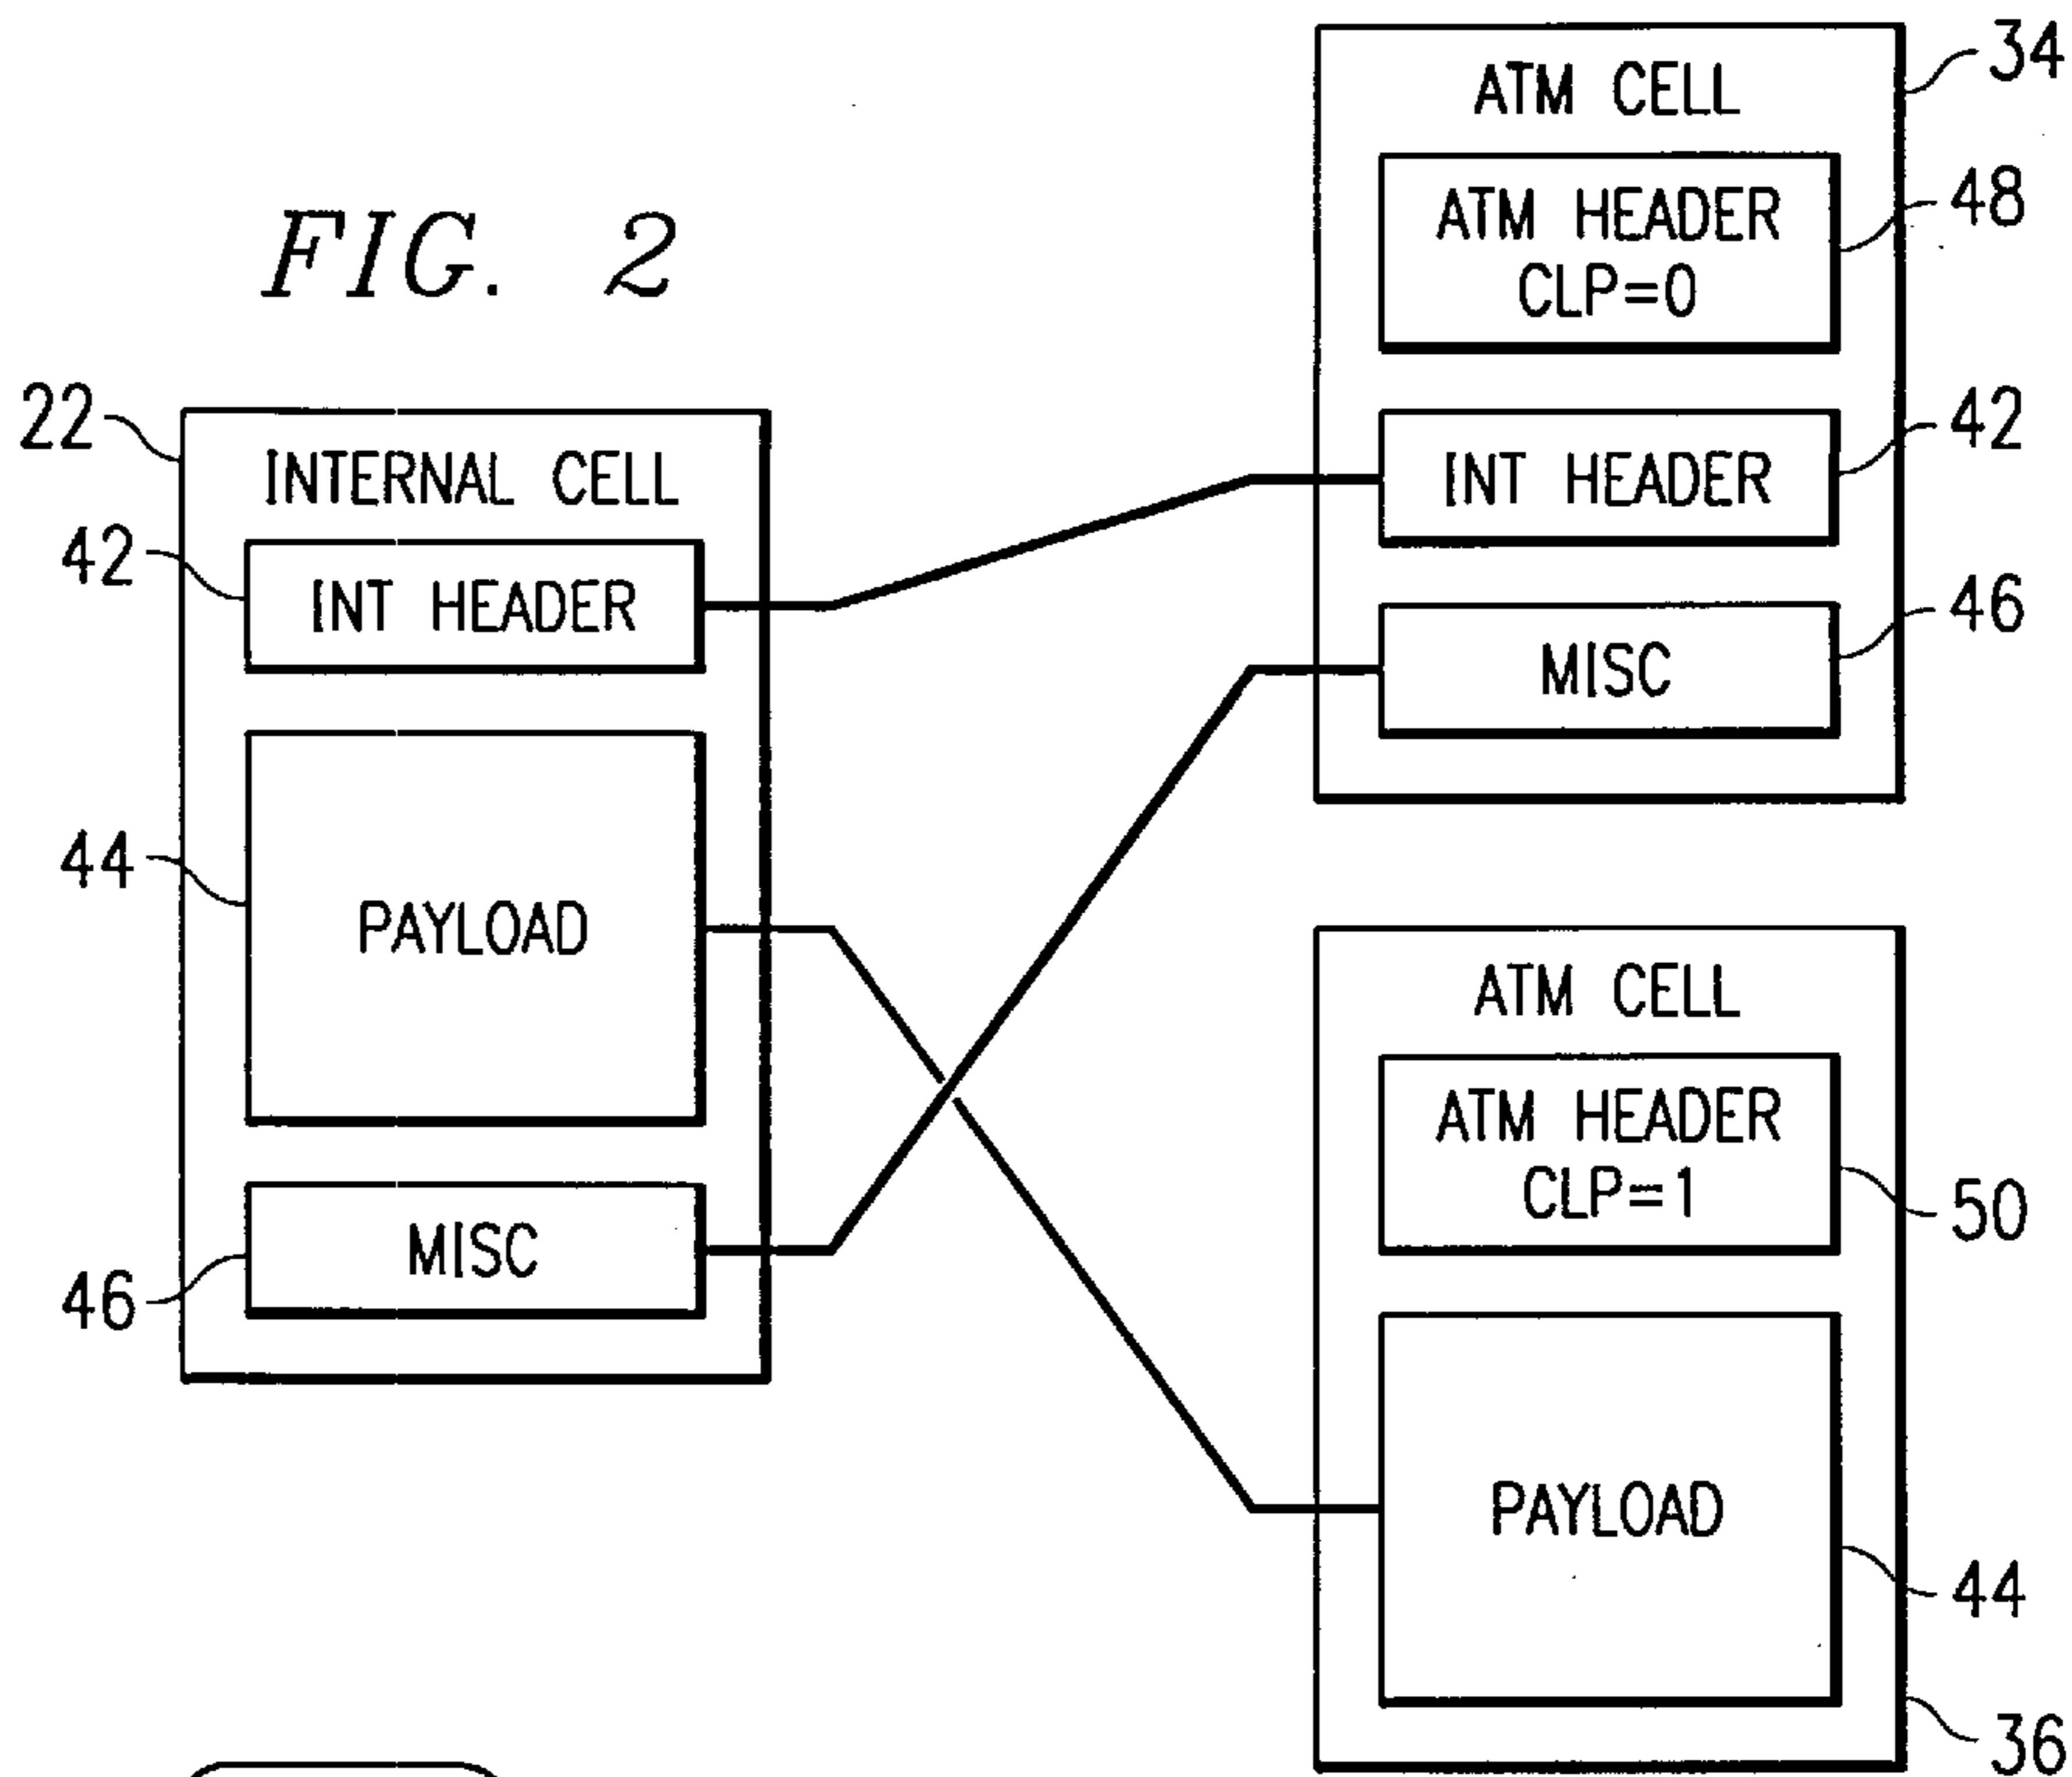 FIG. 2
22
INTERNAL CELL
42
INT HEADER
44
PAYLOAD
46
MISC
34
ATM CELL
48
ATM HEADER
CLP=0
42
INT HEADER
46
MISC
ATM CELL
ATM HEADER
CLP=1
50
PAYLOAD
44
36